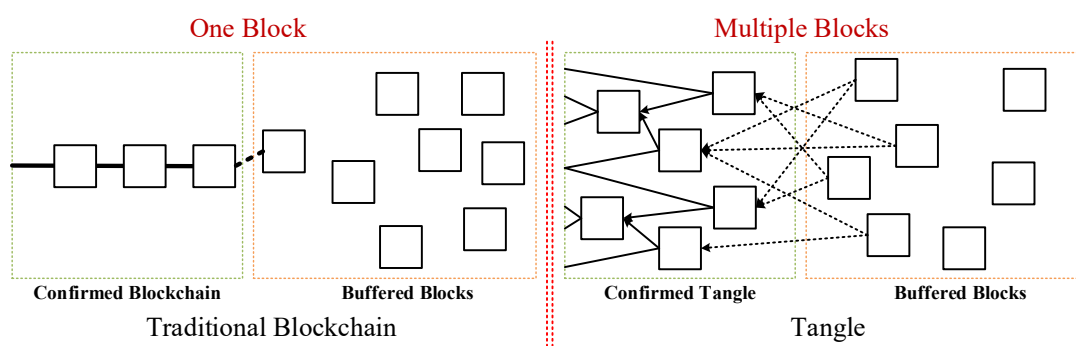 One Block
Multiple Blocks
Confirmed Blockchain
Buffered Blocks
Confirmed Tangle
Buffered Blocks
Traditional Blockchain
Tangle